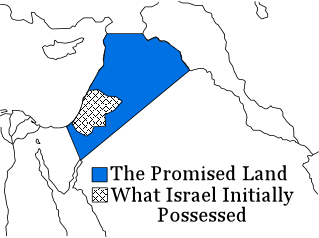 The Promised Land
What Israel Initially
Possessed